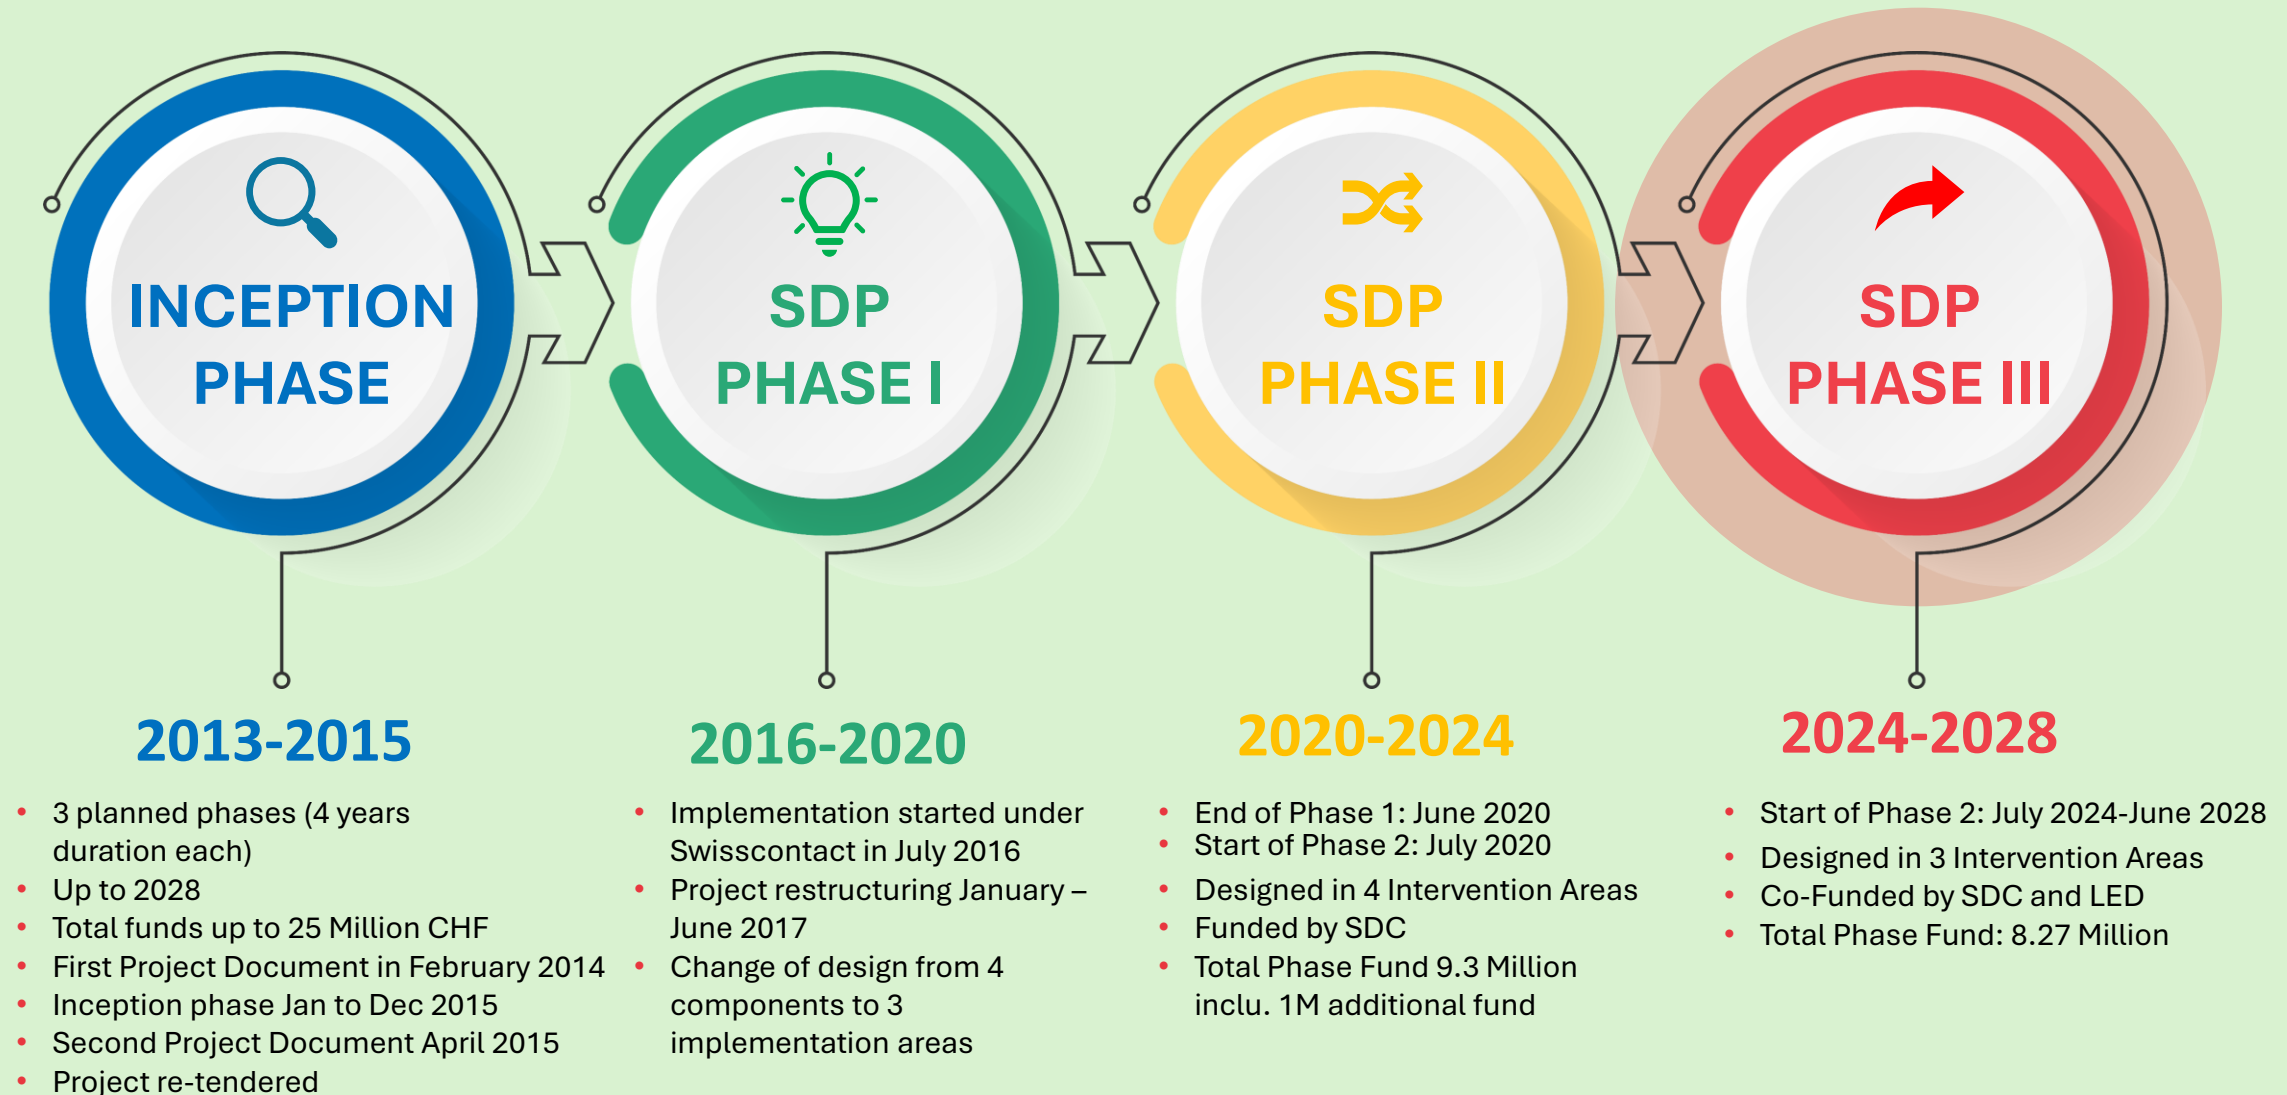 INCEPTION
PHASE
SDP
PHASE I
SDP
PHASE II
SDP
PHASE III
2013-2015
• 3 planned phases (4 years
duration each)
• Up to 2028
• Total funds up to 25 Million CHF
• First Project Document in February 2014
• Inception phase Jan to Dec 2015
• Second Project Document April 2015
• Project re-tendered
2016-2020
• Implementation started under
Swisscontact in July 2016
• Project restructuring January –
June 2017
• Change of design from 4
components to 3
implementation areas
2020-2024
• End of Phase 1: June 2020
• Start of Phase 2: July 2020
• Designed in 4 Intervention Areas
• Funded by SDC
• Total Phase Fund 9.3 Million
inclu. 1M additional fund
2024-2028
• Start of Phase 2: July 2024-June 2028
• Designed in 3 Intervention Areas
• Co-Funded by SDC and LED
• Total Phase Fund: 8.27 Million